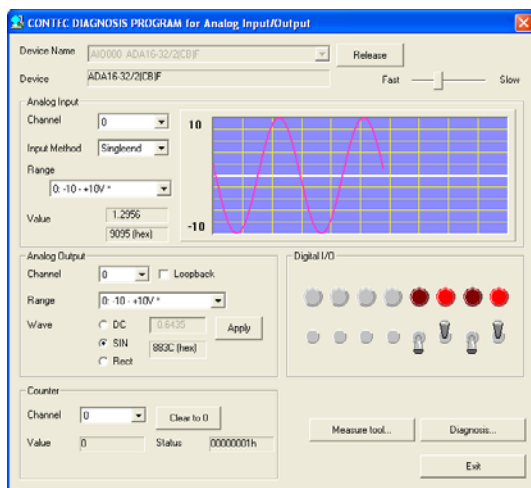 CONTEC DIAGNOSIS PROGRAM for Analog Input/Output
Device Name AIO000 ADA16-32/2(CB)F Release
Device ADA16-32/2(CB)F Fast Slow
Analog Input
Channel 0
Input Method Singleend
Range
0: -10 - +10V *
Value 1.2956
9095 (hex)
10
-10
Analog Output
Channel 0 Loopback
Range 0: -10 - +10V *
Wave DC 0.6435 Apply
SIN 883C (hex)
Rect
Digital I/O
Counter
Channel 0 Clear to 0
Value 0 Status 00000001h
Measure tool... Diagnosis...
Exit